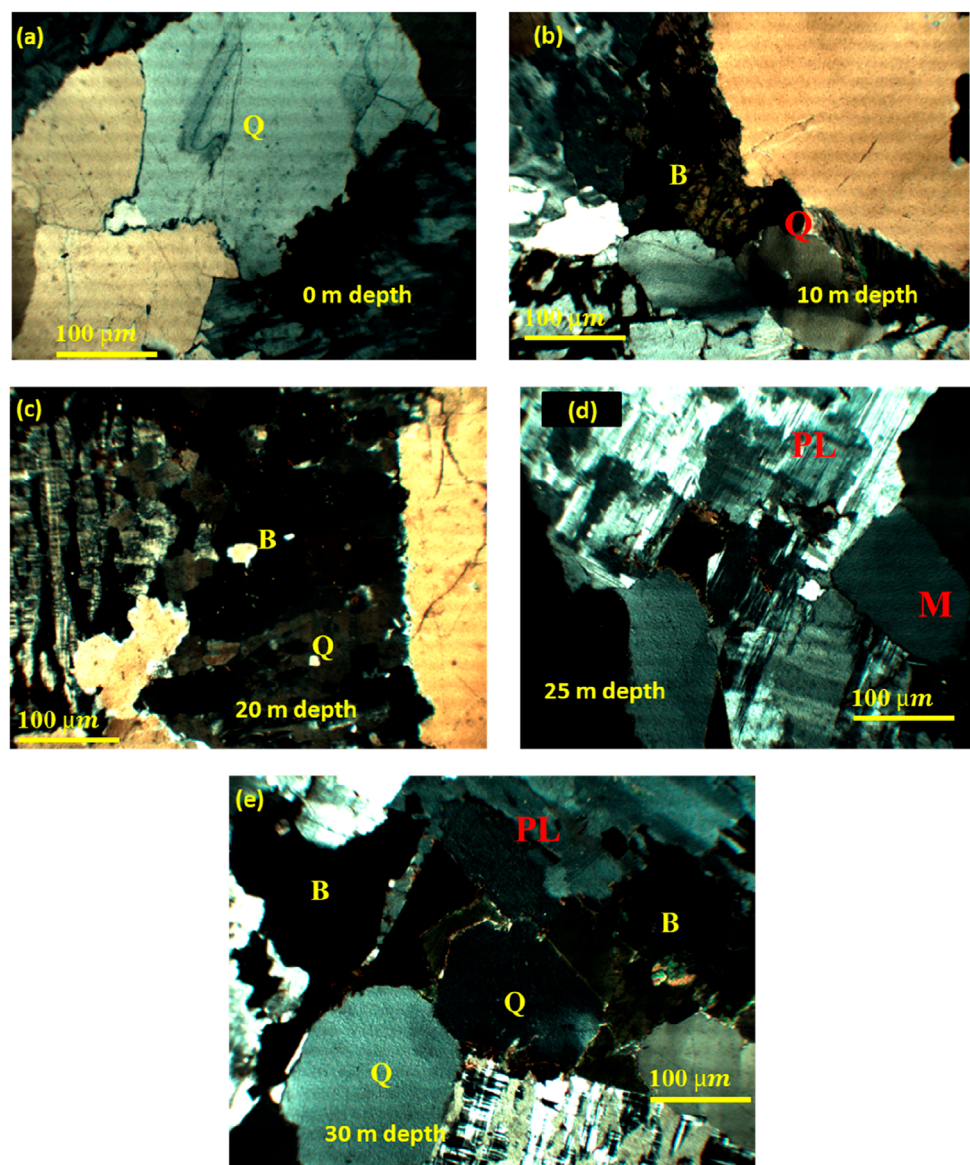 (a)
Q
0 m depth
100 μm
(b)
B
Q
10 m depth
100 μm
(c)
B
Q
20 m depth
100 μm
(d)
PL
M
25 m depth
100 μm
(e)
PL
B
B
Q
Q
100 μm
30 m depth